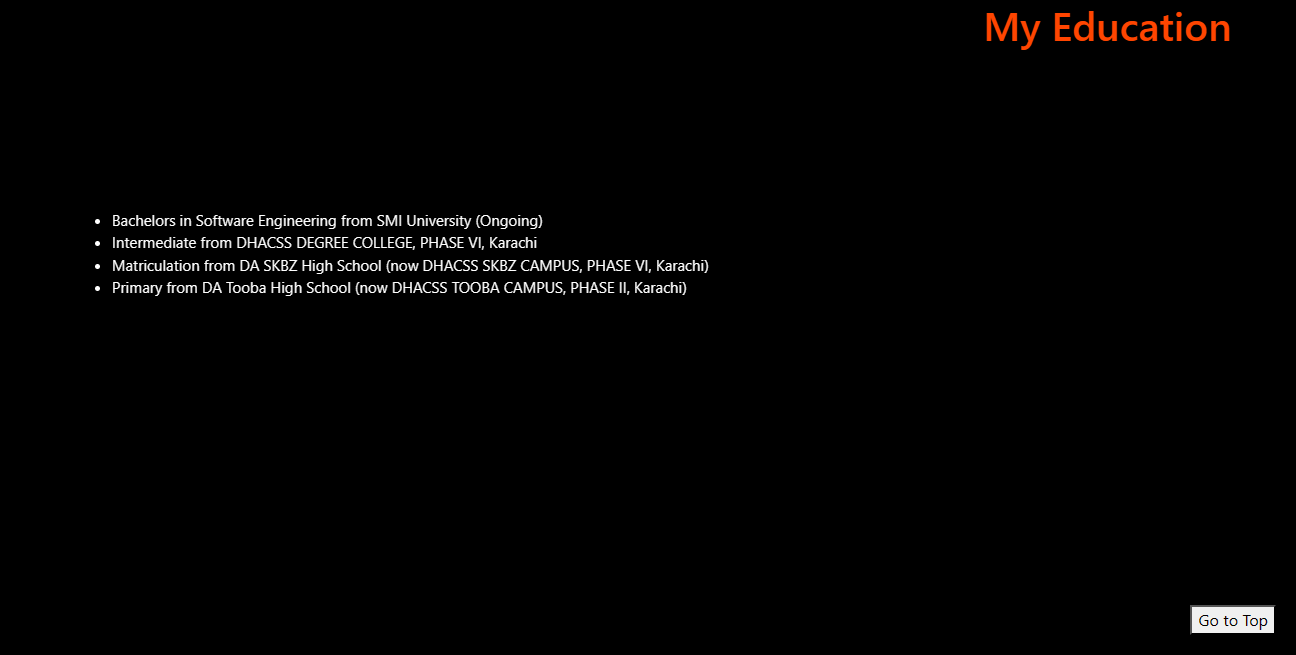 My Education
Bachelors in Software Engineering from SMI University (Ongoing)
Intermediate from DHACSS DEGREE COLLEGE, PHASE VI, Karachi
Matriculation from DA SKBZ High School (now DHACSS SKBZ CAMPUS, PHASE VI, Karachi)
Primary from DA Tooba High School (now DHACSS TOOBA CAMPUS, PHASE II, Karachi)
Go to Top